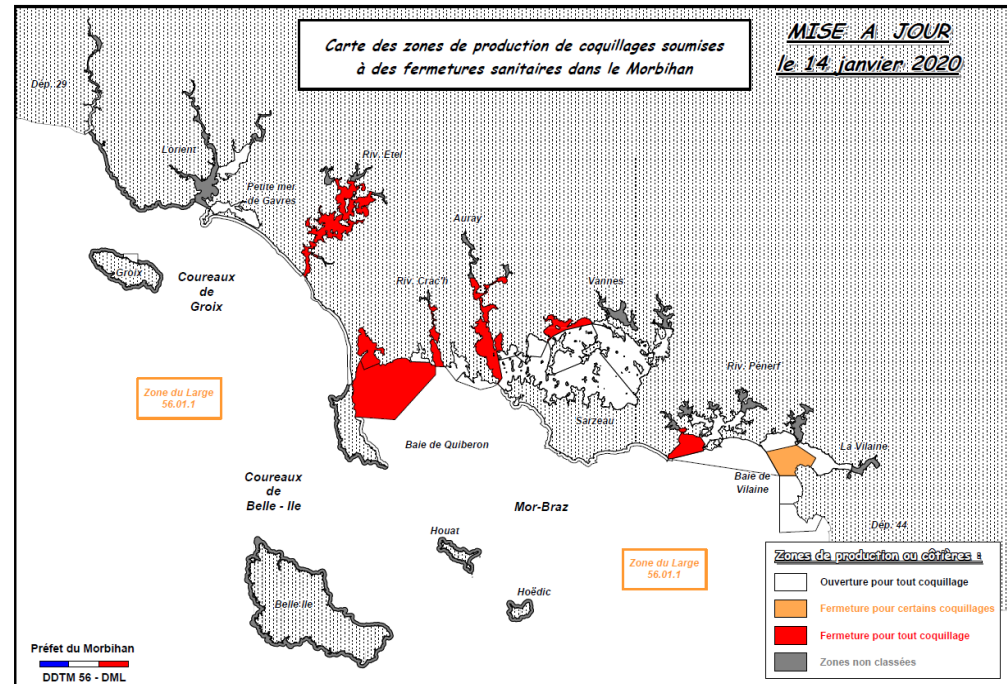 Carte des zones de production de coquillages soumises
à des fermetures sanitaires dans le Morbihan
MISE A JOUR
le 14 janvier 2020
Dép. 29
Lorient
Riv. Etel
Petite mer
de Gavres
Auray
Groix
Coureaux
de
Groix
Riv. Crac'h
Vannes
Riv. Pénerf
Zone du Large
56.01.1
Sarzeau
Baie de Quiberon
La Vilaine
Baie de
Vilaine
Coureaux
de
Belle - Ile
Mor-Braz
Dép. 44
Houat
Zone du Large
56.01.1
Hoëdic
Belle Ile
Zones de production ou côtières :
Ouverture pour tout coquillage
Fermeture pour certains coquillages
Fermeture pour tout coquillage
Zones non classées
Préfet du Morbihan
DDTM 56 - DML